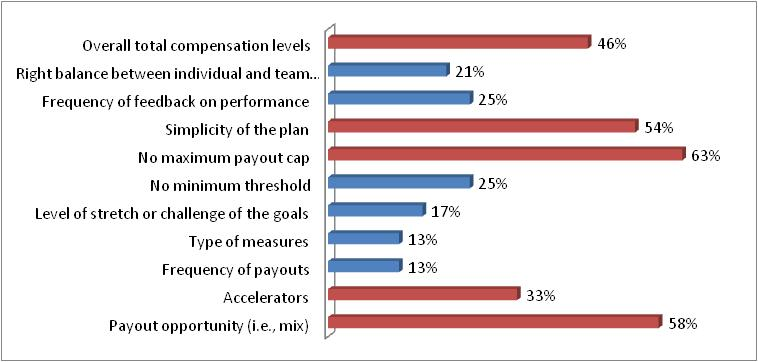 Overall total compensation levels 46%
Right balance between individual and team... 21%
Frequency of feedback on performance 25%
Simplicity of the plan 54%
No maximum payout cap 63%
No minimum threshold 25%
Level of stretch or challenge of the goals 17%
Type of measures 13%
Frequency of payouts 13%
Accelerators 33%
Payout opportunity (i.e., mix) 58%